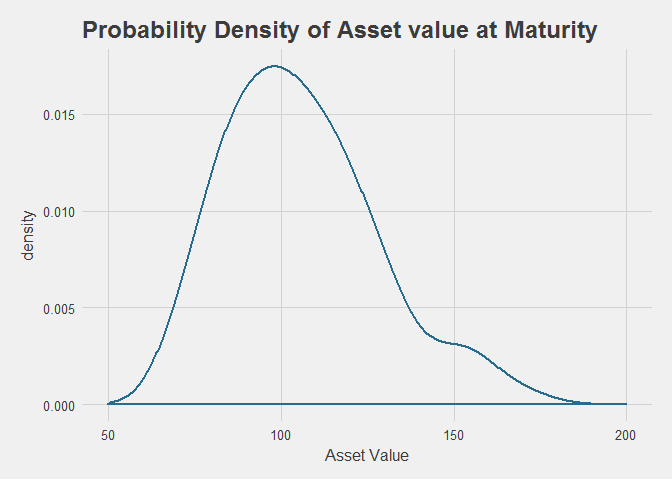 Probability Density of Asset value at Maturity
0.015
0.010
0.005
0.000
density
50 100 150 200
Asset Value